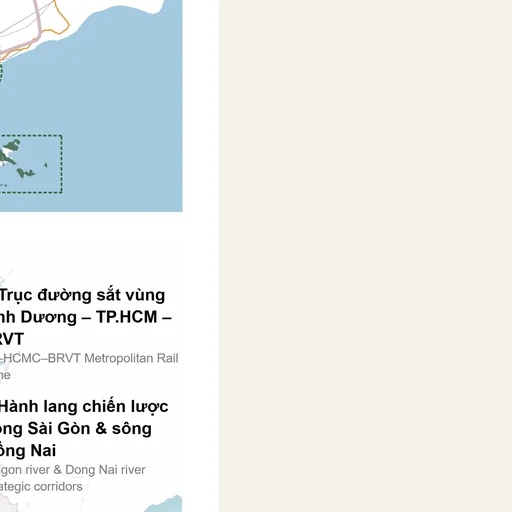 Trục đường sắt vùng
nh Dương – TP.HCM –
RVT
–HCMC–BRVT Metropolitan Rail
ne
Hành lang chiến lược
ông Sài Gòn & sông
ồng Nai
igon river & Dong Nai river
ategic corridors